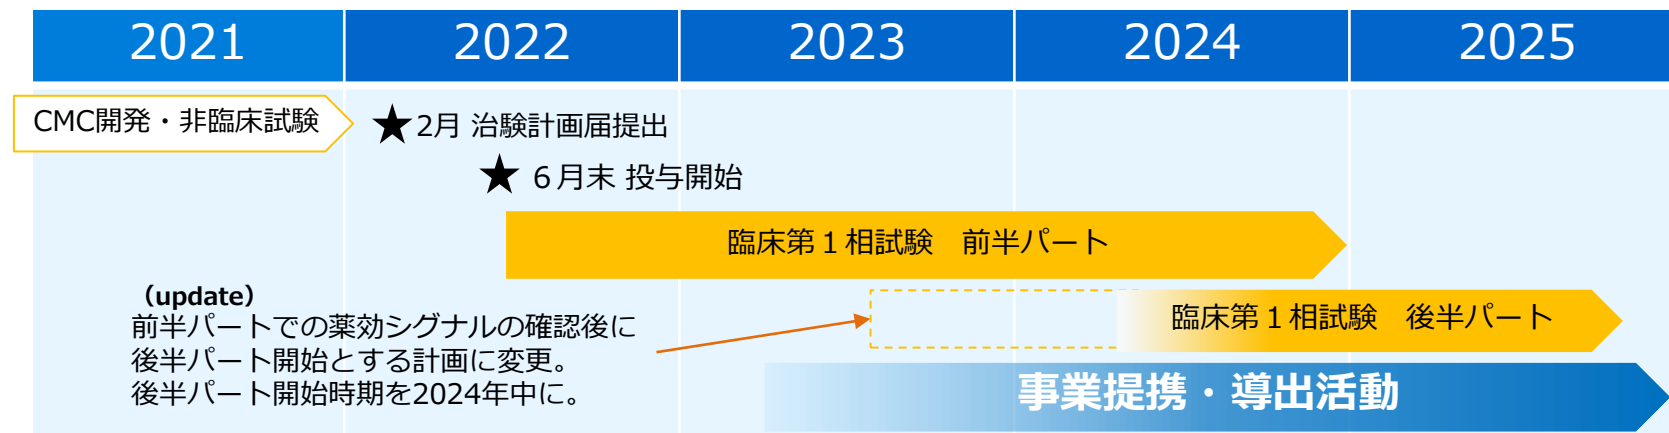 2021
2022
2023
2024
2025
CMC開発・非臨床試験
★2月 治験計画届提出
★ 6月末 投与開始
臨床第1相試験　前半パート
（update）
前半パートでの薬効シグナルの確認後に
後半パート開始とする計画に変更。
後半パート開始時期を2024年中に。
臨床第1相試験　後半パート
事業提携・導出活動